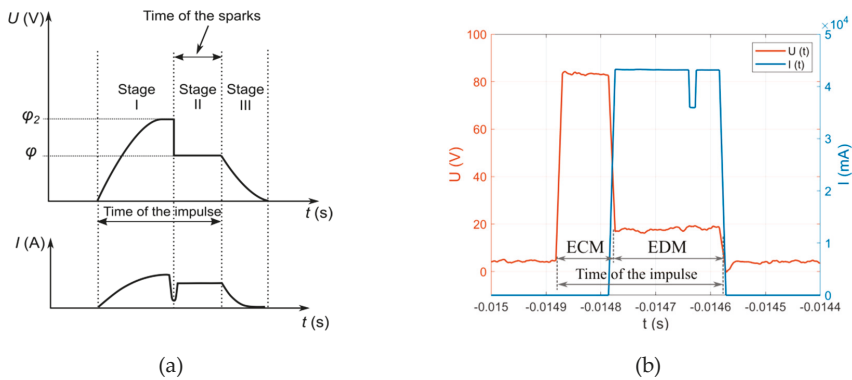 Time of the sparks
U (V)
Stage
I
Stage
II
Stage
III
φ2
φ
t (s)
Time of the impulse
I (A)
t (s)
(a)
100
80
60
40
20
0
U (V)
5 ×10⁴
4
3
2
1
0
I (mA)
U (t)
I (t)
ECM
EDM
Time of the impulse
-0.015
-0.0149
-0.0148
-0.0147
-0.0146
-0.0145
-0.0144
t (s)
(b)